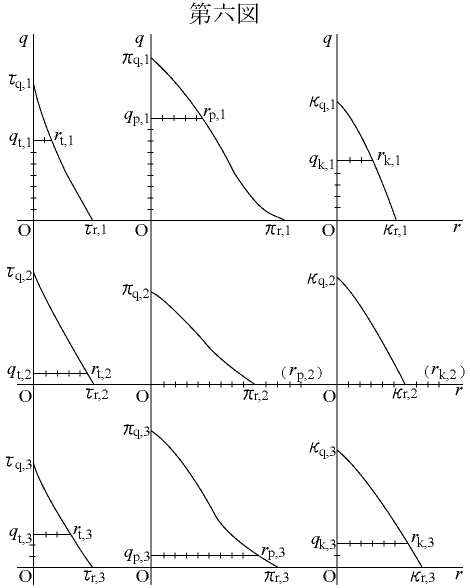 第六図
q q q
τq,1 πq,1 κq,1
qt,1 rt,1 qp,1 rp,1 qk,1 rk,1
O τr,1 O πr,1 O κr,1 r
τq,2 πq,2 κq,2
qt,2 rt,2 (rp,2) (rk,2)
O τr,2 O πr,2 O κr,2 r
τq,3 πq,3 κq,3
qt,3 rt,3 qp,3 rp,3 qk,3 rk,3
O τr,3 O πr,3 O κr,3 r